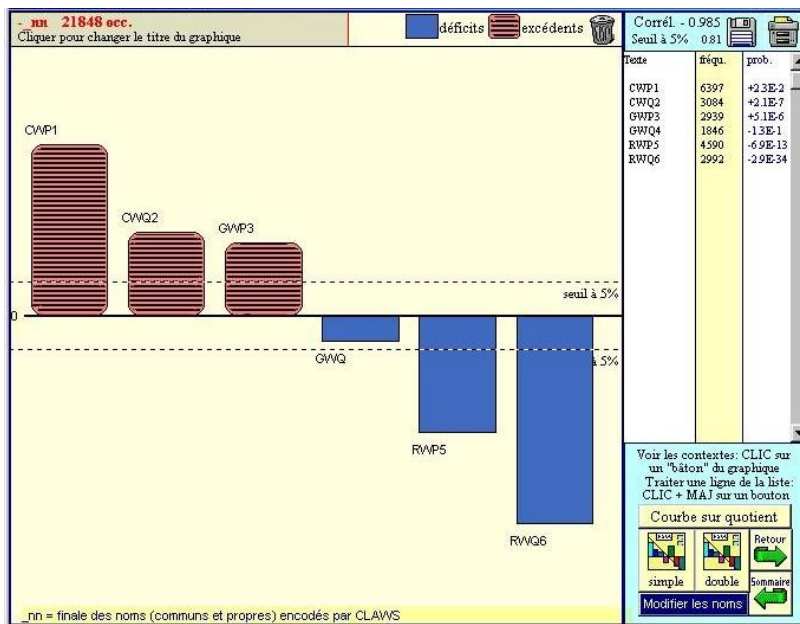 -_nn 21848 occ.
Cliquer pour changer le titre du graphique
déficits
excédents
Corrél. - 0.985
Seuil à 5% 0.81
Texte fréqu. prob.
CWP1 6397 +2.3E-2
CWQ2 3084 +2.1E-7
GWP3 2939 +5.1E-6
GWQ4 1846 -1.3E-1
RWP5 4590 -6.9E-13
RWQ6 2992 -2.9E-34
CWP1
CWQ2
GWP3
seuil à 5%
0
GWQ
à 5%
RWP5
RWQ6
Voir les contextes: CLIC sur
un "bâton" du graphique
Traiter une ligne de la liste:
CLIC + MAJ sur un bouton
Courbe sur quotient
Retour
simple
double
Sommaire
Modifier les noms
_nn = finale des noms (communs et propres) encodés par CLAWS